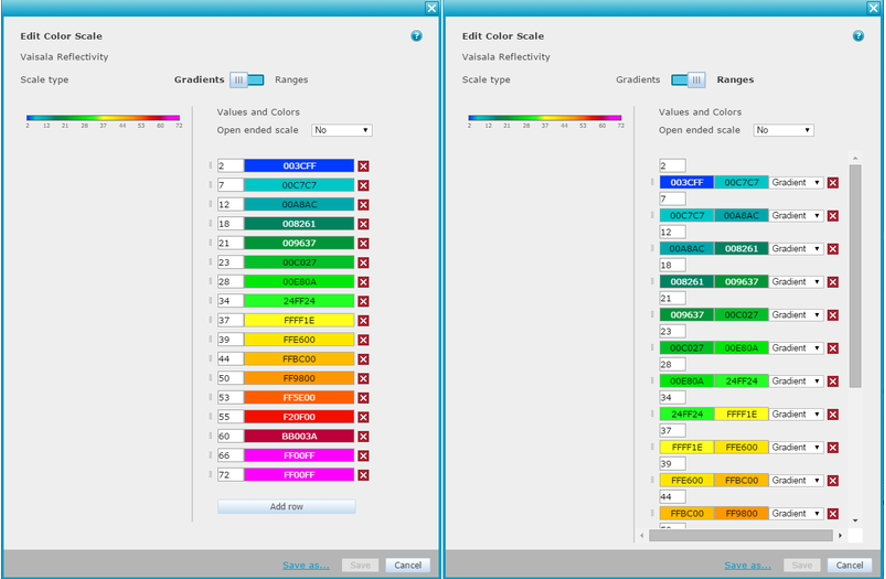 Edit Color Scale
Vaisala Reflectivity
Scale type Gradients Ranges
Values and Colors
Open ended scale No
2 12 21 28 37 44 53 60 72
2 003CFF
7 00C7C7
12 00A8AC
18 008261
21 009637
23 00C027
28 00E80A
34 24FF24
37 FFFF1E
39 FFE600
44 FFBC00
50 FF9800
53 FF5E00
55 F20F00
60 BB003A
66 FF00FF
72 FF00FF
Add row
Save as... Save Cancel
Edit Color Scale
Vaisala Reflectivity
Scale type Gradients Ranges
Values and Colors
Open ended scale No
2 12 21 28 37 44 53 60 72
2
003CFF 00C7C7 Gradient
7
00C7C7 00A8AC Gradient
12
00A8AC 008261 Gradient
18
008261 009637 Gradient
21
009637 00C027 Gradient
23
00C027 00E80A Gradient
28
00E80A 24FF24 Gradient
34
24FF24 FFFF1E Gradient
37
FFFF1E FFE600 Gradient
39
FFE600 FFBC00 Gradient
44
FFBC00 FF9800 Gradient
Save as... Save Cancel